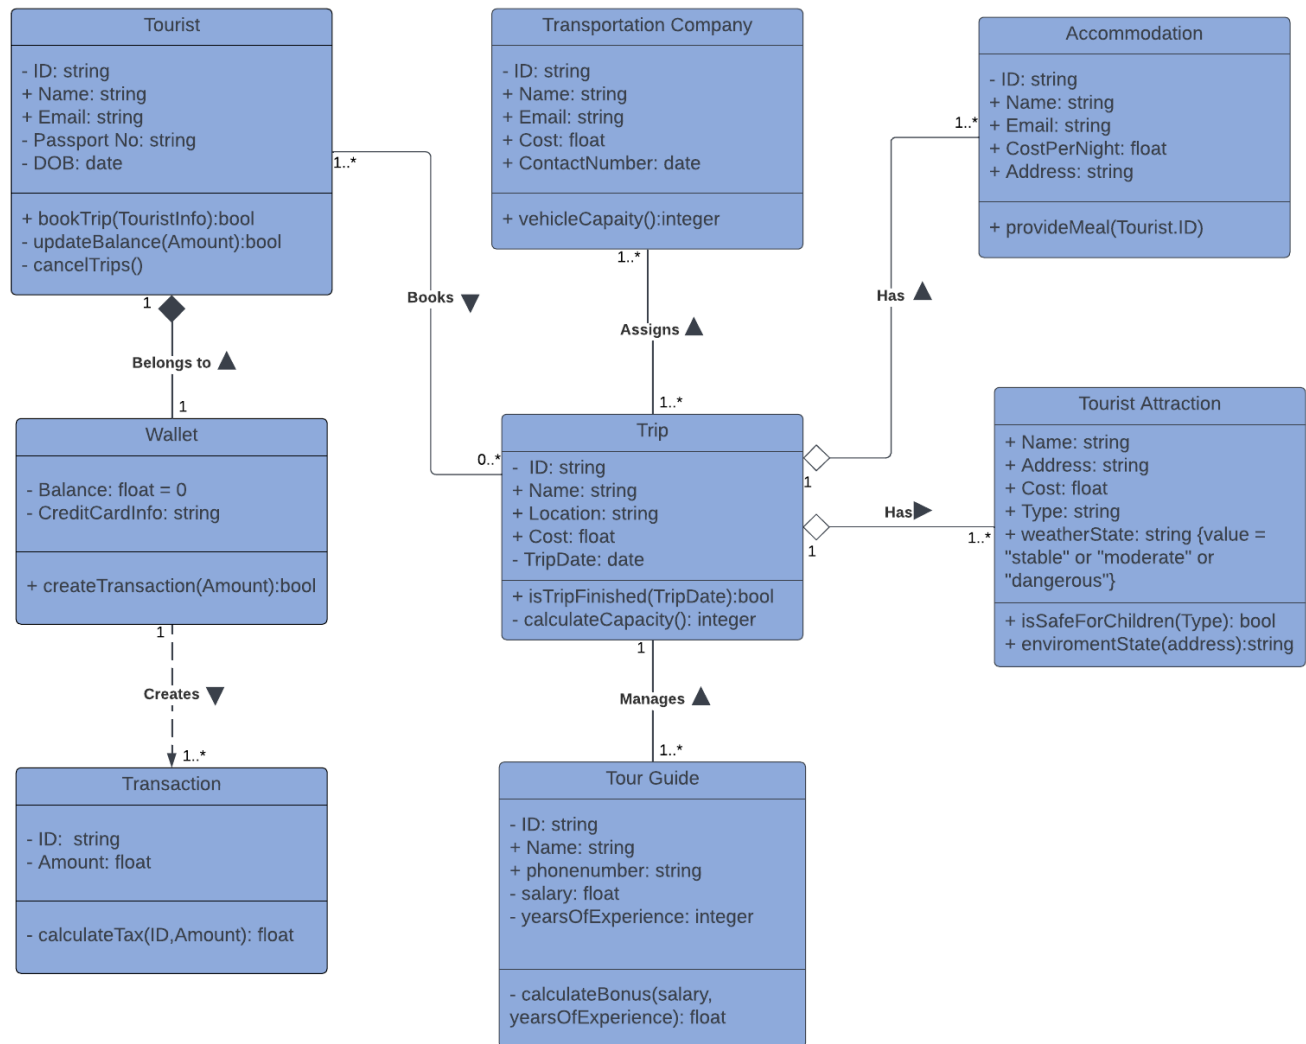 Tourist
- ID: string
+ Name: string
+ Email: string
- Passport No: string
- DOB: date
+ bookTrip(TouristInfo):bool
- updateBalance(Amount):bool
- cancelTrips()
Transportation Company
- ID: string
+ Name: string
+ Email: string
+ Cost: float
+ ContactNumber: date
+ vehicleCapaity():integer
Accommodation
- ID: string
+ Name: string
+ Email: string
+ CostPerNight: float
+ Address: string
+ provideMeal(Tourist.ID)
1..*
1..*
1
Belongs to
1
Books
0..*
1..*
Assigns
1..*
Has
1
Wallet
- Balance: float = 0
- CreditCardInfo: string
+ createTransaction(Amount):bool
Trip
-  ID: string
+ Name: string
+ Location: string
+ Cost: float
- TripDate: date
+ isTripFinished(TripDate):bool
- calculateCapacity(): integer
Has
1
1..*
Tourist Attraction
+ Name: string
+ Address: string
+ Cost: float
+ Type: string
+ weatherState: string {value =
"stable" or "moderate" or
"dangerous"}
+ isSafeForChildren(Type): bool
+ enviromentState(address):string
1
Creates
1..*
1
Manages
1..*
Transaction
- ID:  string
- Amount: float
- calculateTax(ID,Amount): float
Tour Guide
- ID: string
+ Name: string
+ phonenumber: string
- salary: float
- yearsOfExperience: integer
- calculateBonus(salary,
yearsOfExperience): float